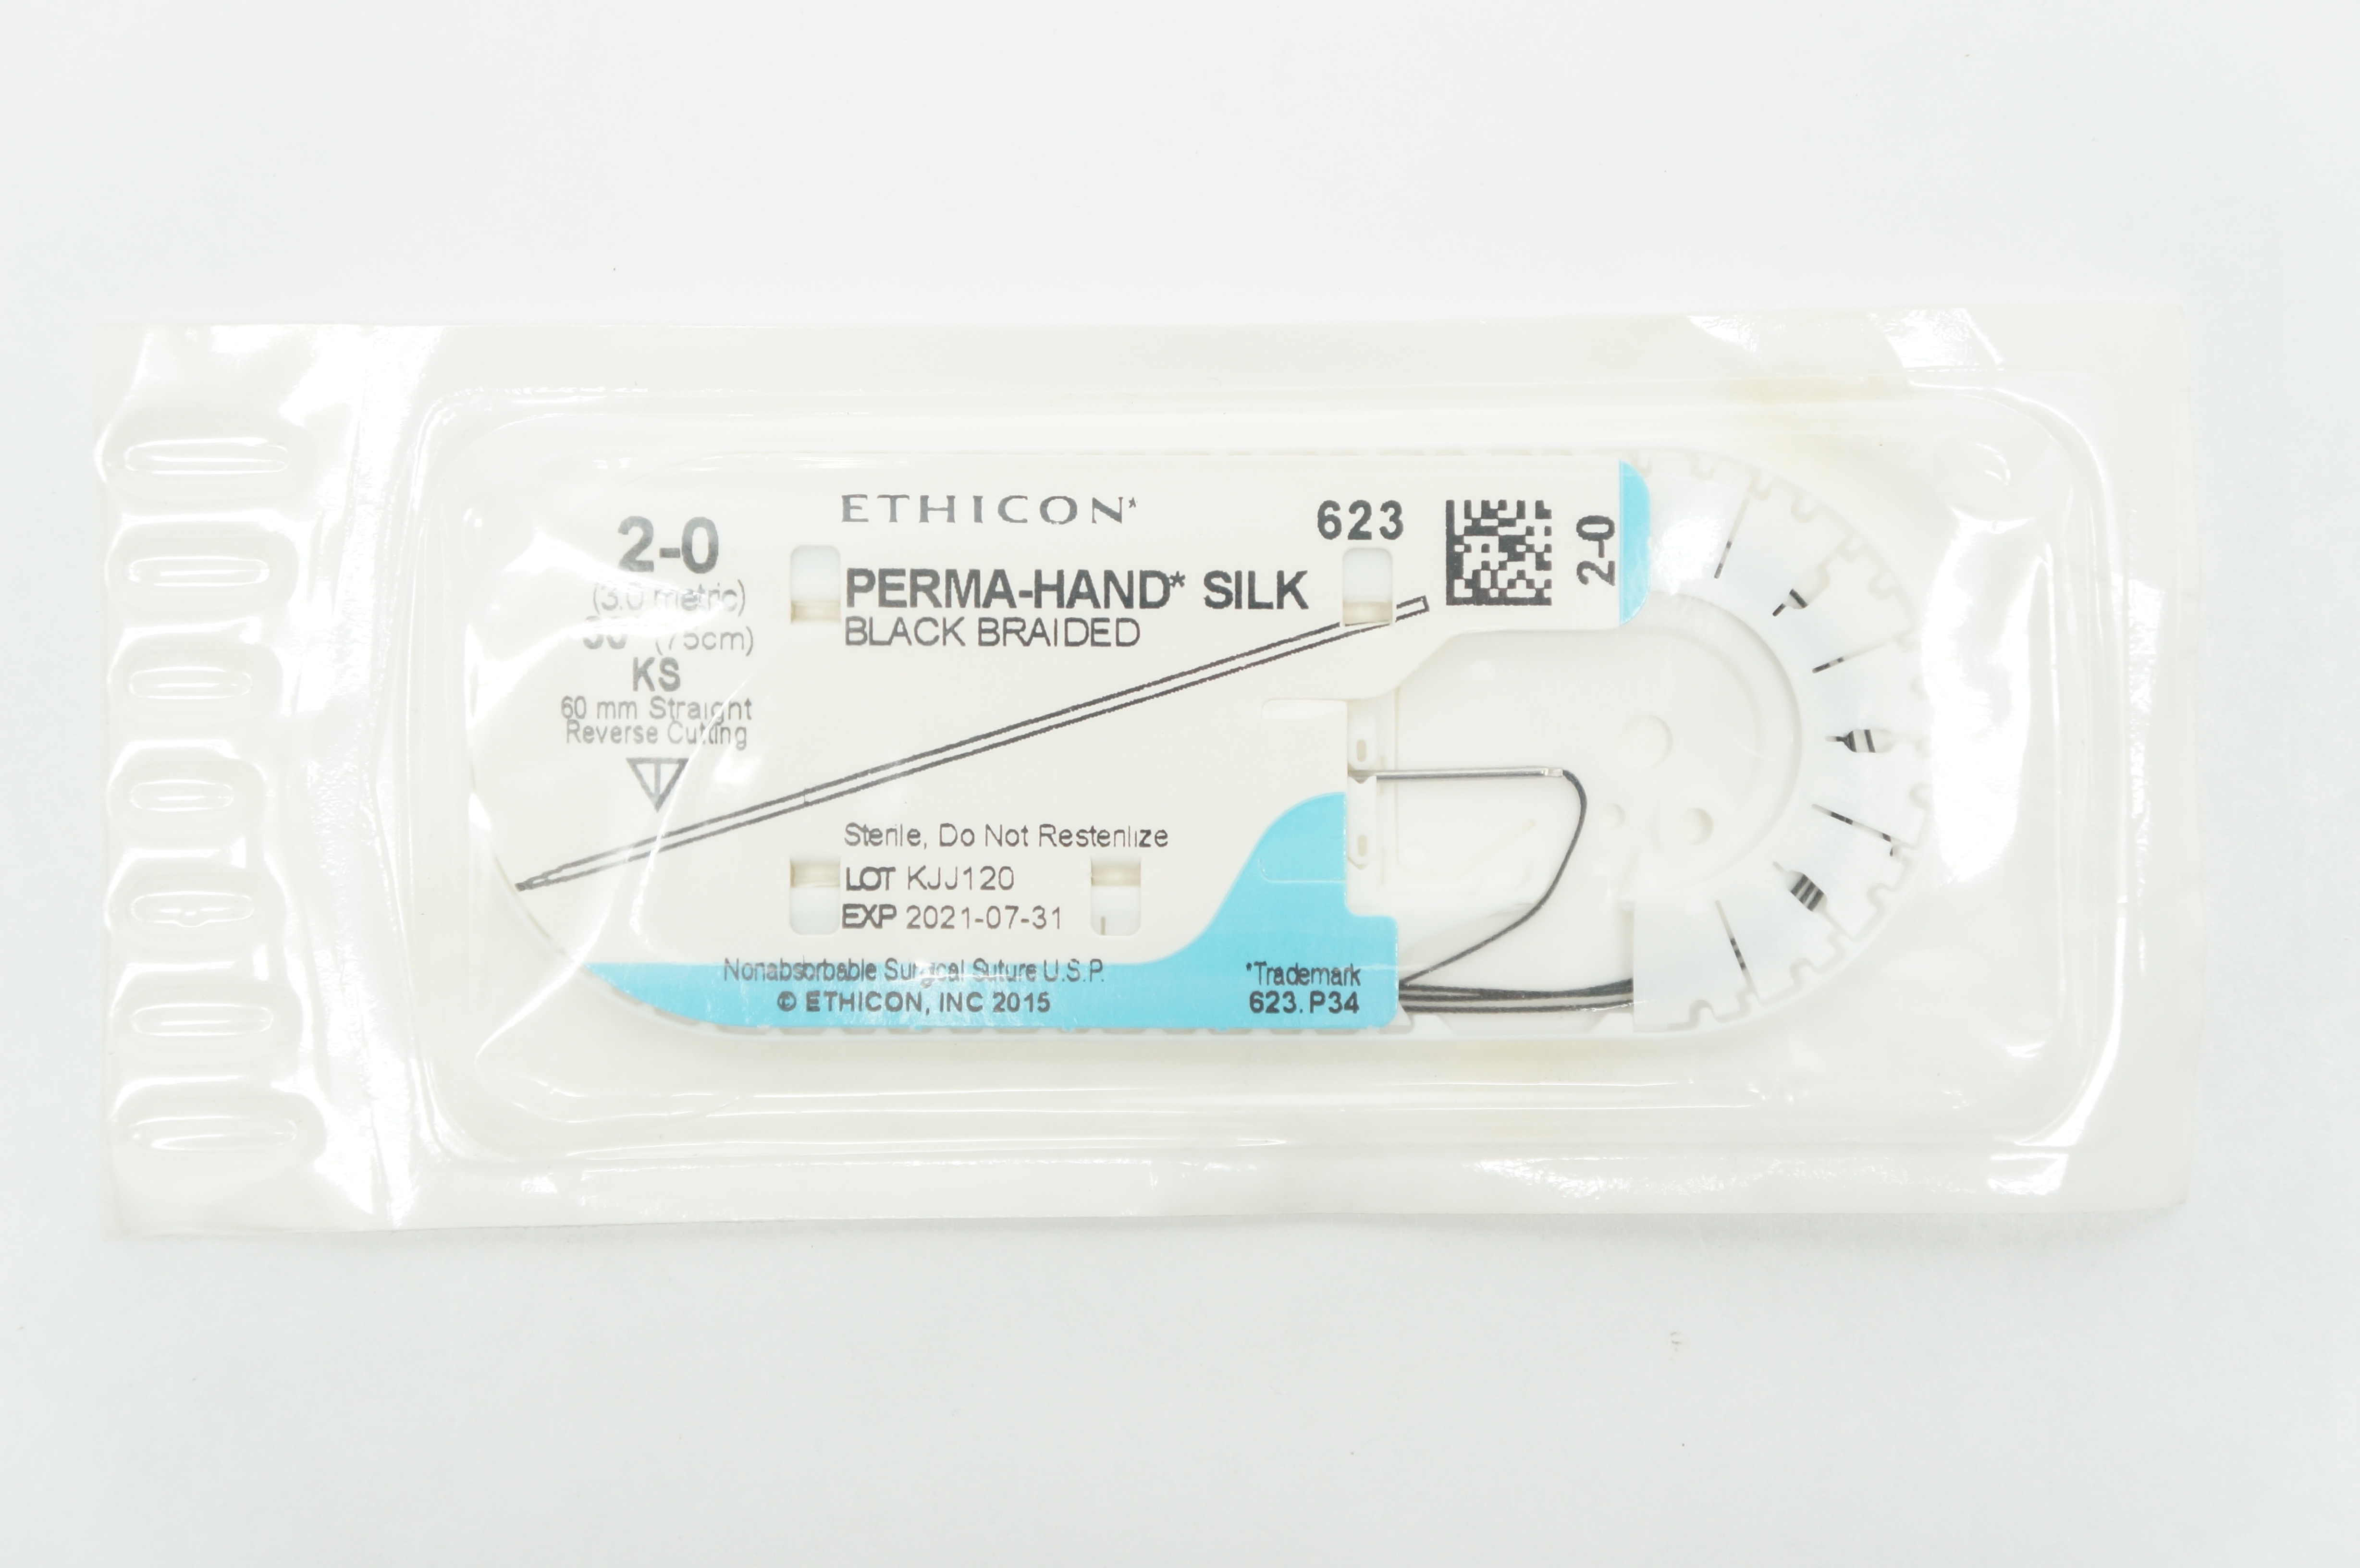 ETHICON*
623
2-0
2-0
(3.0 metric)
(75cm)
KS
60 mm Straight
Reverse Cutting
PERMA-HAND* SILK
BLACK BRAIDED
Sterile, Do Not Resterilize
LOT KJJ120
EXP 2021-07-31
Nonabsorbable Surgical Suture U.S.P.
© ETHICON, INC 2015
*Trademark
623.P34